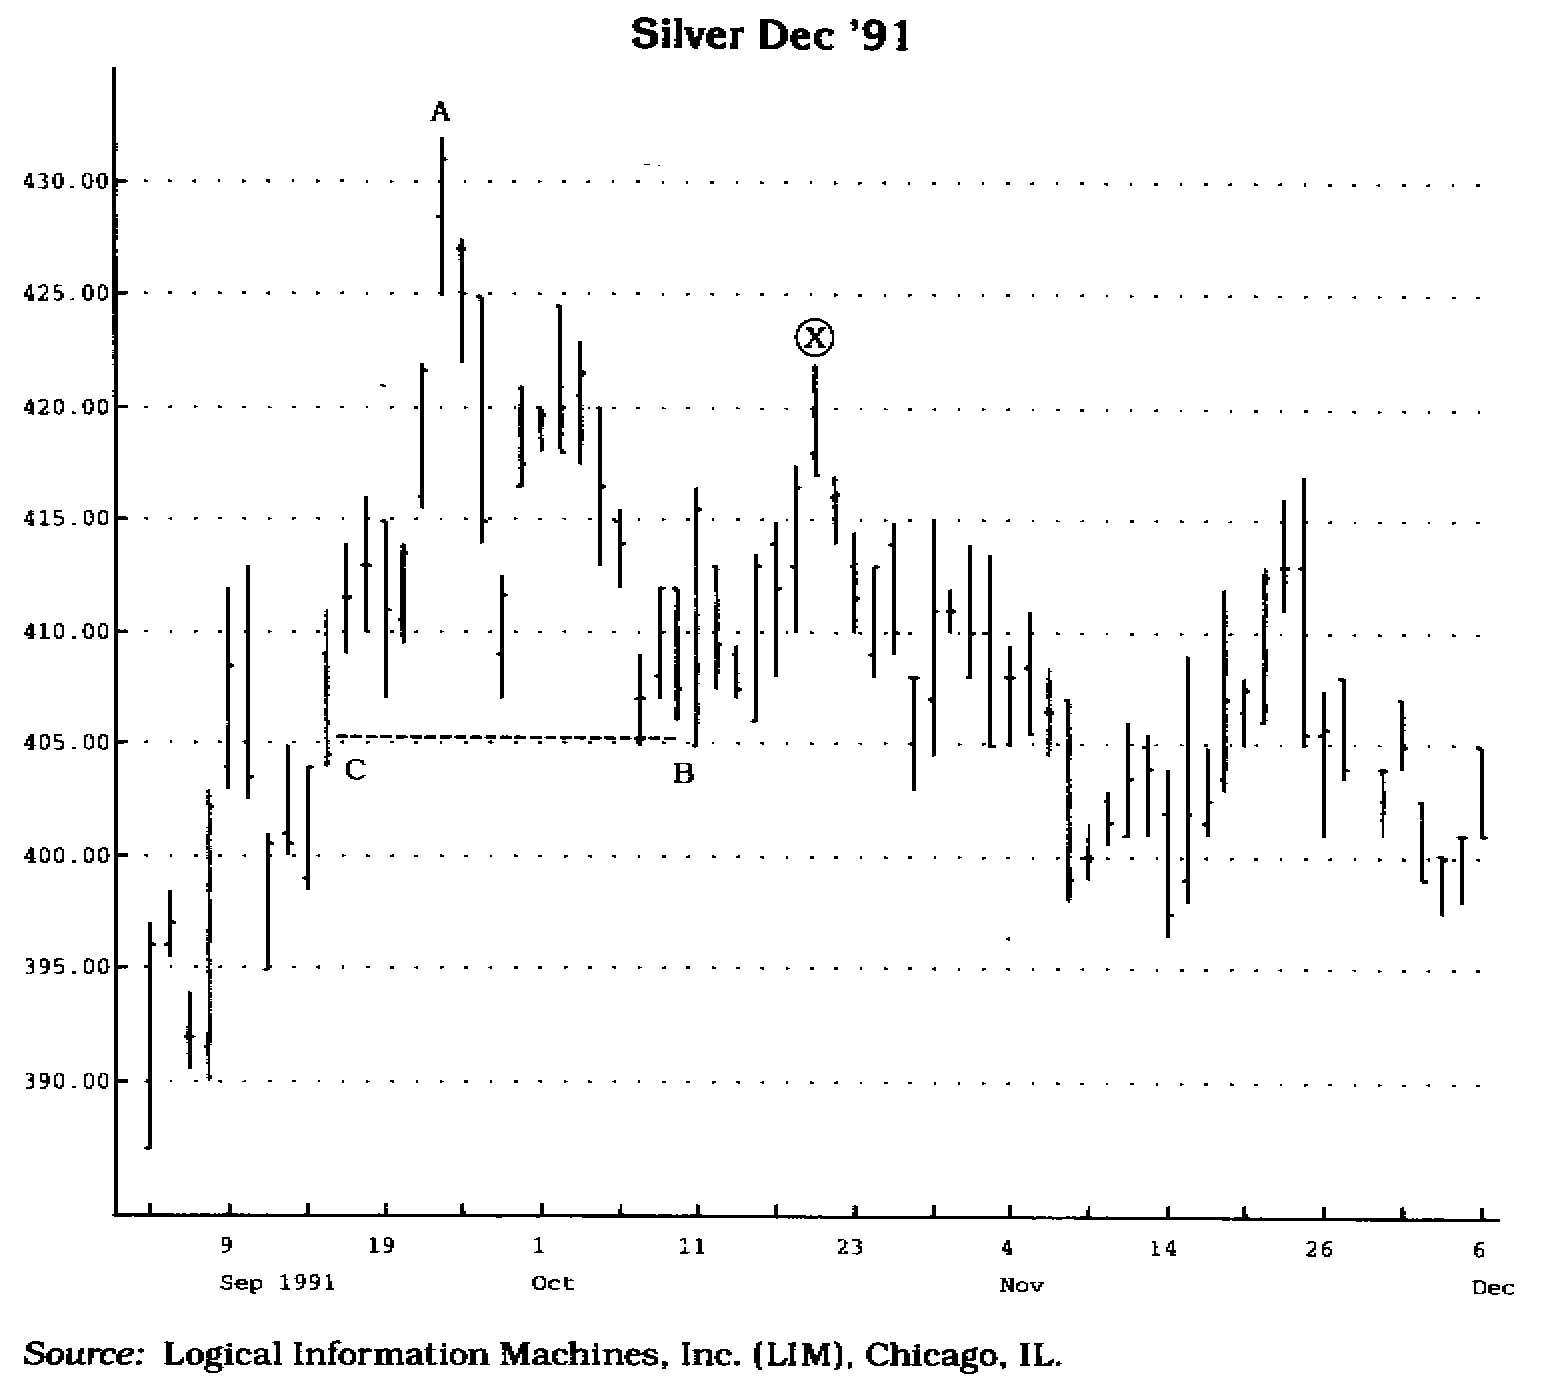 Silver Dec '91
A
430.00
425.00
X
420.00
415.00
410.00
405.00
C B
400.00
395.00
390.00
9 19 1 11 23 4 14 26 6
Sep 1991 Oct Nov Dec
Source: Logical Information Machines, Inc. (LIM), Chicago, IL.